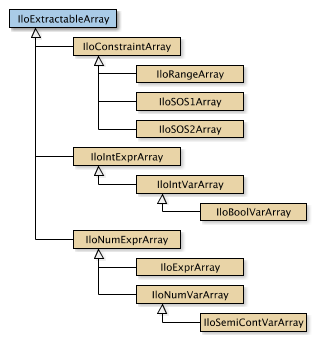 IloExtractableArray
IloConstraintArray
IloRangeArray
IloSOS1Array
IloSOS2Array
IloIntExprArray
IloIntVarArray
IloBoolVarArray
IloNumExprArray
IloExprArray
IloNumVarArray
IloSemiContVarArray